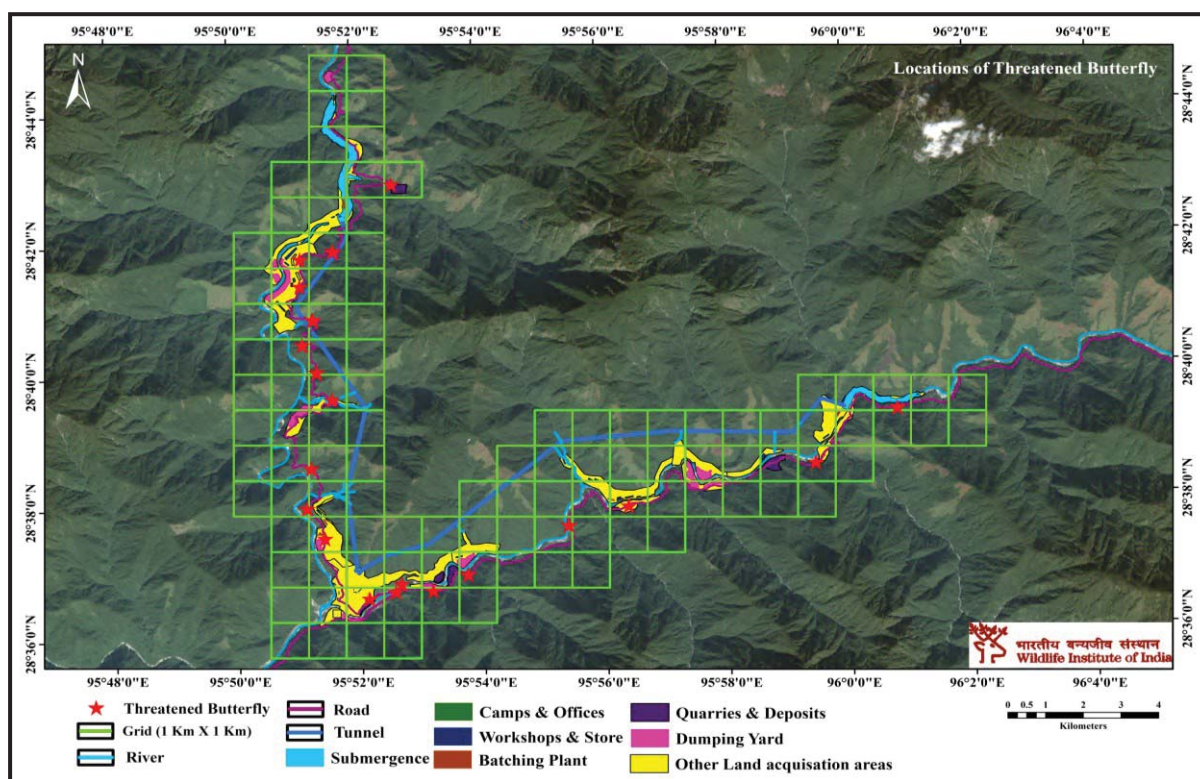 95°48'0"E 95°50'0"E 95°52'0"E 95°54'0"E 95°56'0"E 95°58'0"E 96°0'0"E 96°2'0"E 96°4'0"E
N
Locations of Threatened Butterfly
28°44'0"N 28°44'0"N
28°42'0"N 28°42'0"N
28°40'0"N 28°40'0"N
28°38'0"N 28°38'0"N
28°36'0"N 28°36'0"N
भारतीय वन्यजीव संस्थान
Wildlife Institute of India
95°48'0"E 95°50'0"E 95°52'0"E 95°54'0"E 95°56'0"E 95°58'0"E 96°0'0"E 96°2'0"E 96°4'0"E
Threatened Butterfly Road Camps & Offices Quarries & Deposits
Grid (1 Km X 1 Km) Tunnel Workshops & Store Dumping Yard
River Submergence Batching Plant Other Land acquisation areas
0 0.5 1 2 3 4
Kilometers